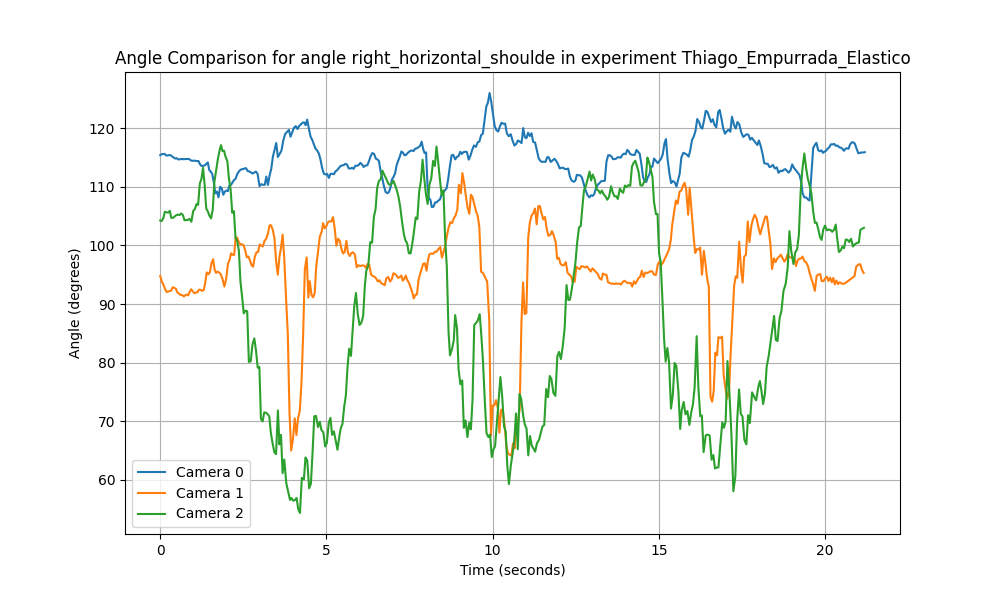 Angle Comparison for angle right_horizontal_shoulde in experiment Thiago_Empurrada_Elastico
Angle (degrees)
120
110
100
90
80
70
60
Camera 0
Camera 1
Camera 2
0 5 10 15 20
Time (seconds)